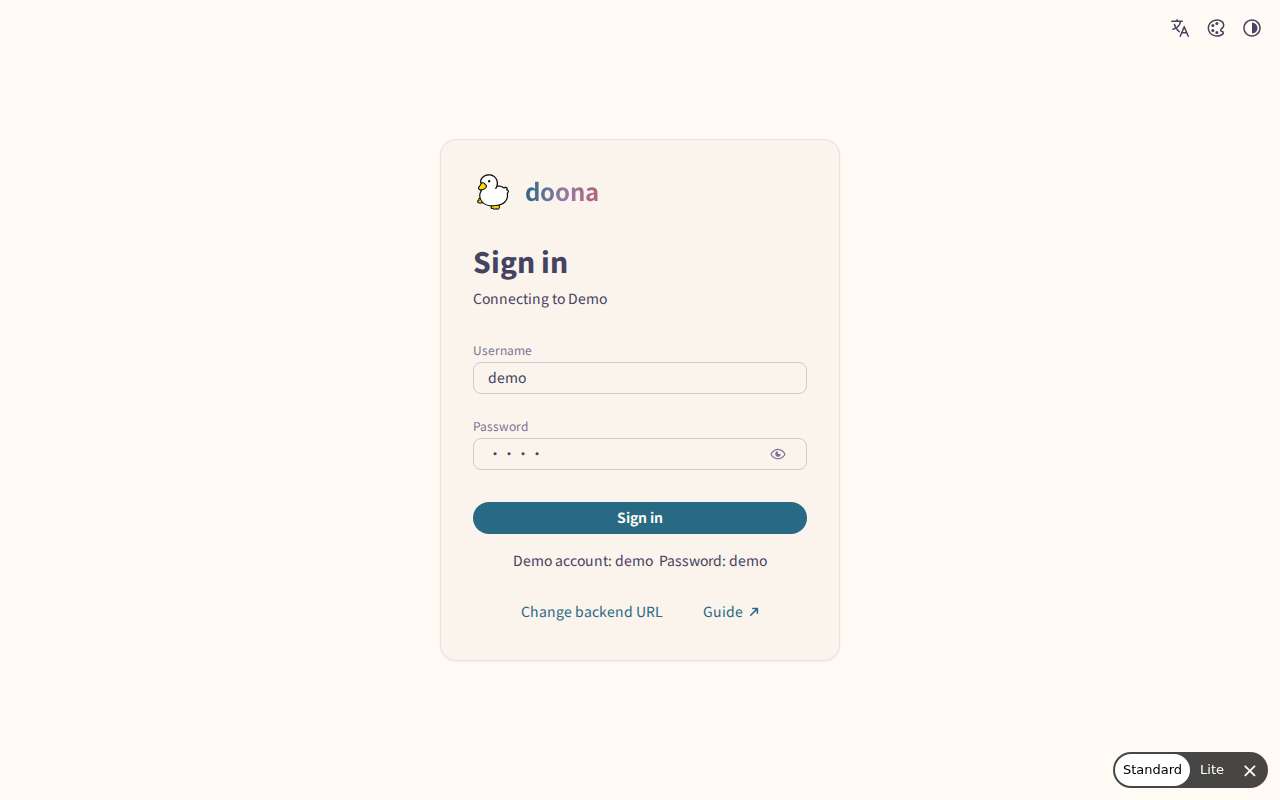 doona
Sign in
Connecting to Demo
Username
demo
Password
Sign in
Demo account: demo Password: demo
Change backend URL Guide
Standard Lite